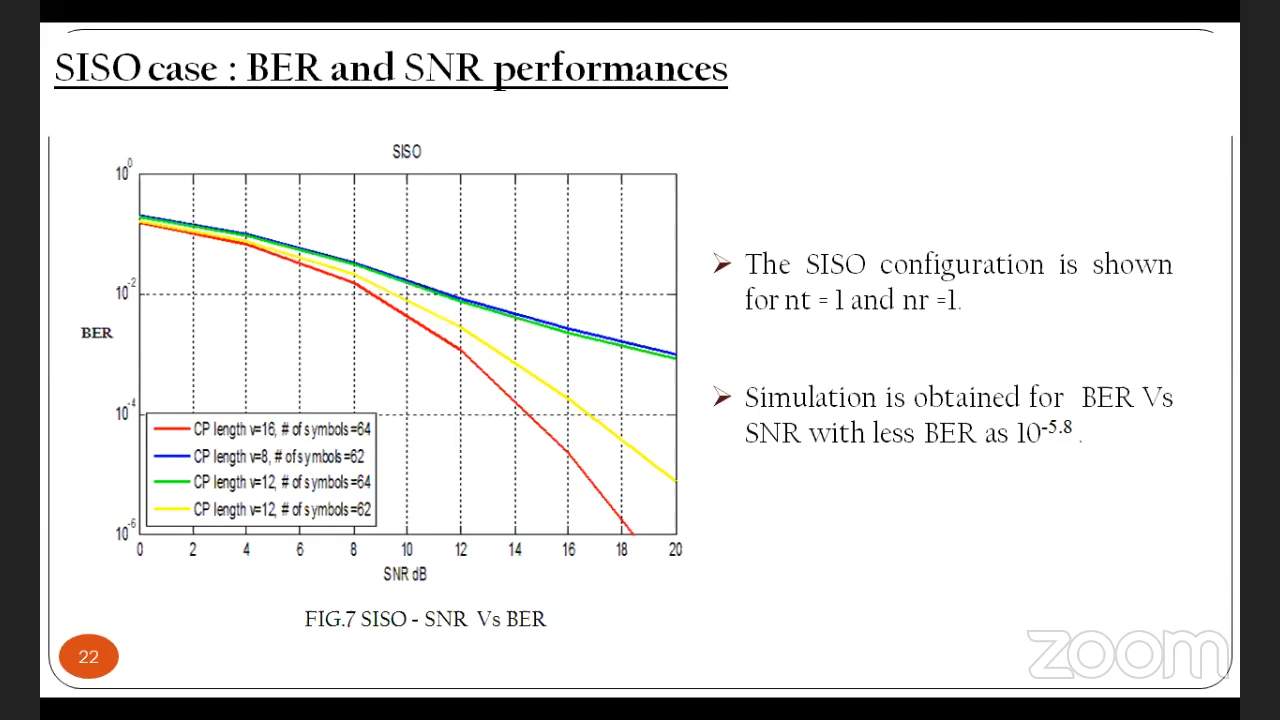 SISO case : BER and SNR performances
SISO
10^0
10^-2
BER
10^-4
10^-6
CP length v=16, # of symbols=64
CP length v=8, # of symbols=62
CP length v=12, # of symbols=64
CP length v=12, # of symbols=62
0 2 4 6 8 10 12 14 16 18 20
SNR dB
FIG.7 SISO - SNR Vs BER
➢ The SISO configuration is shown
for nt = 1 and nr =1.
➢ Simulation is obtained for BER Vs
SNR with less BER as 10^-5.8 .
22
zoom